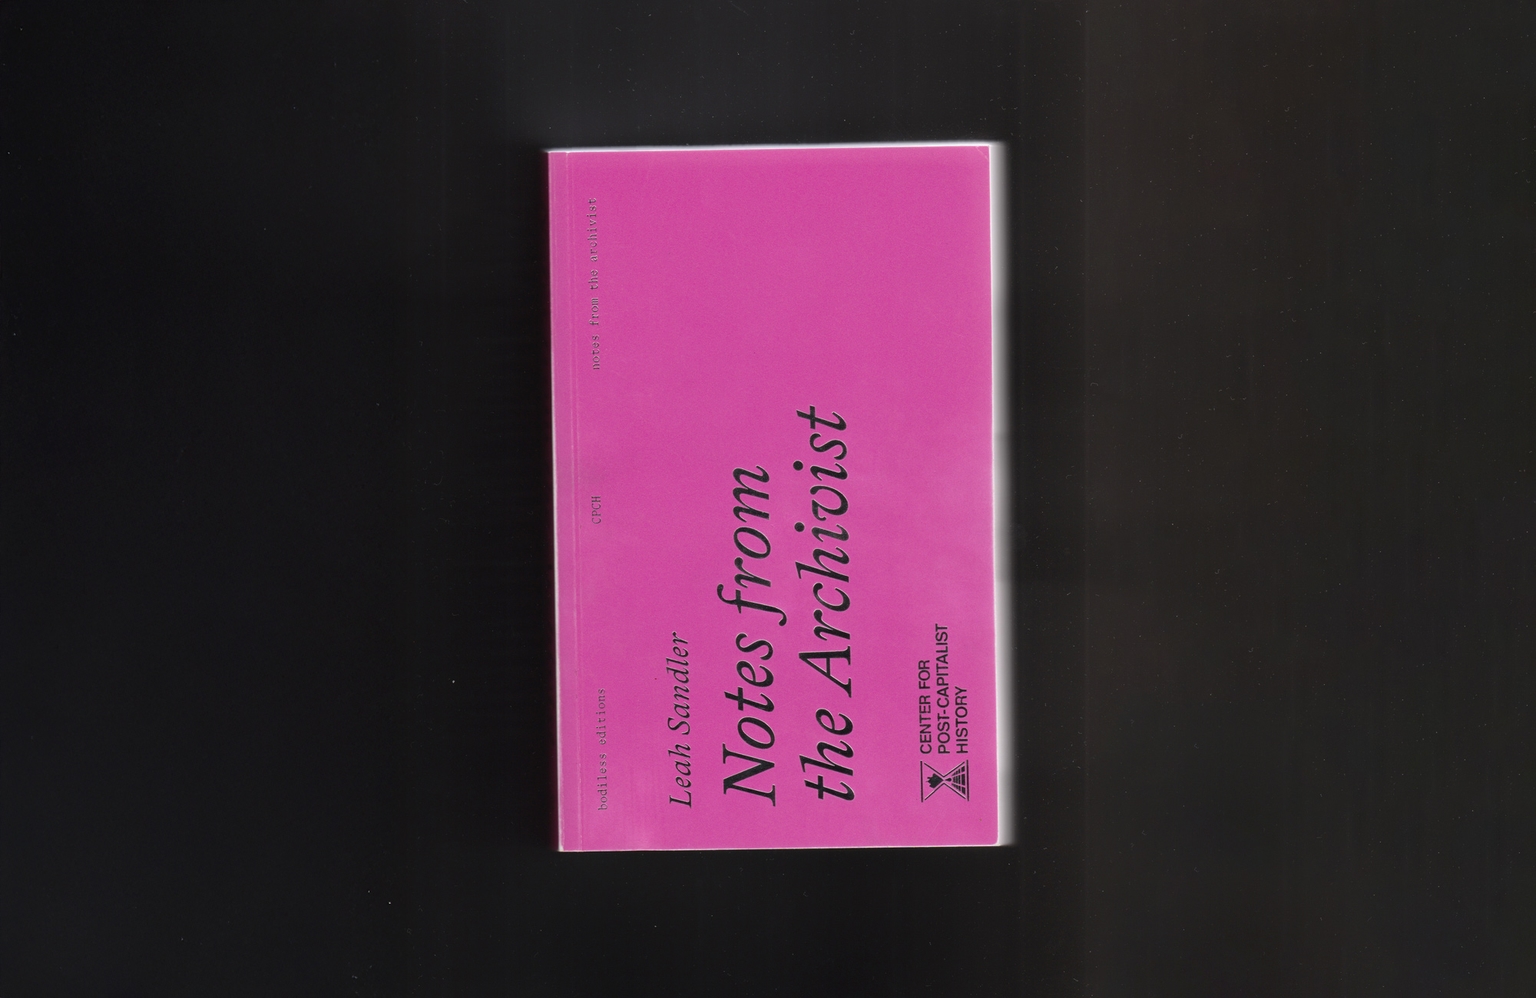 bodiless editions
CPCH
notes from the archivist
Leah Sandler
Notes from
the Archivist
CENTER FOR
POST-CAPITALIST
HISTORY